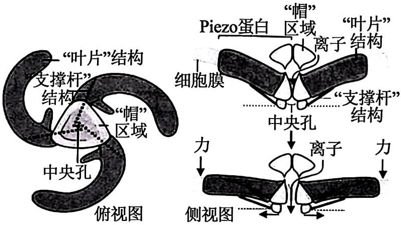 “叶片”结构
“支撑杆”
结构
“帽”
区域
中央孔
俯视图
Piezo蛋白
“帽”
区域
离子
“叶片”
结构
细胞膜
“支撑杆”
结构
中央孔
力
离子
力
侧视图